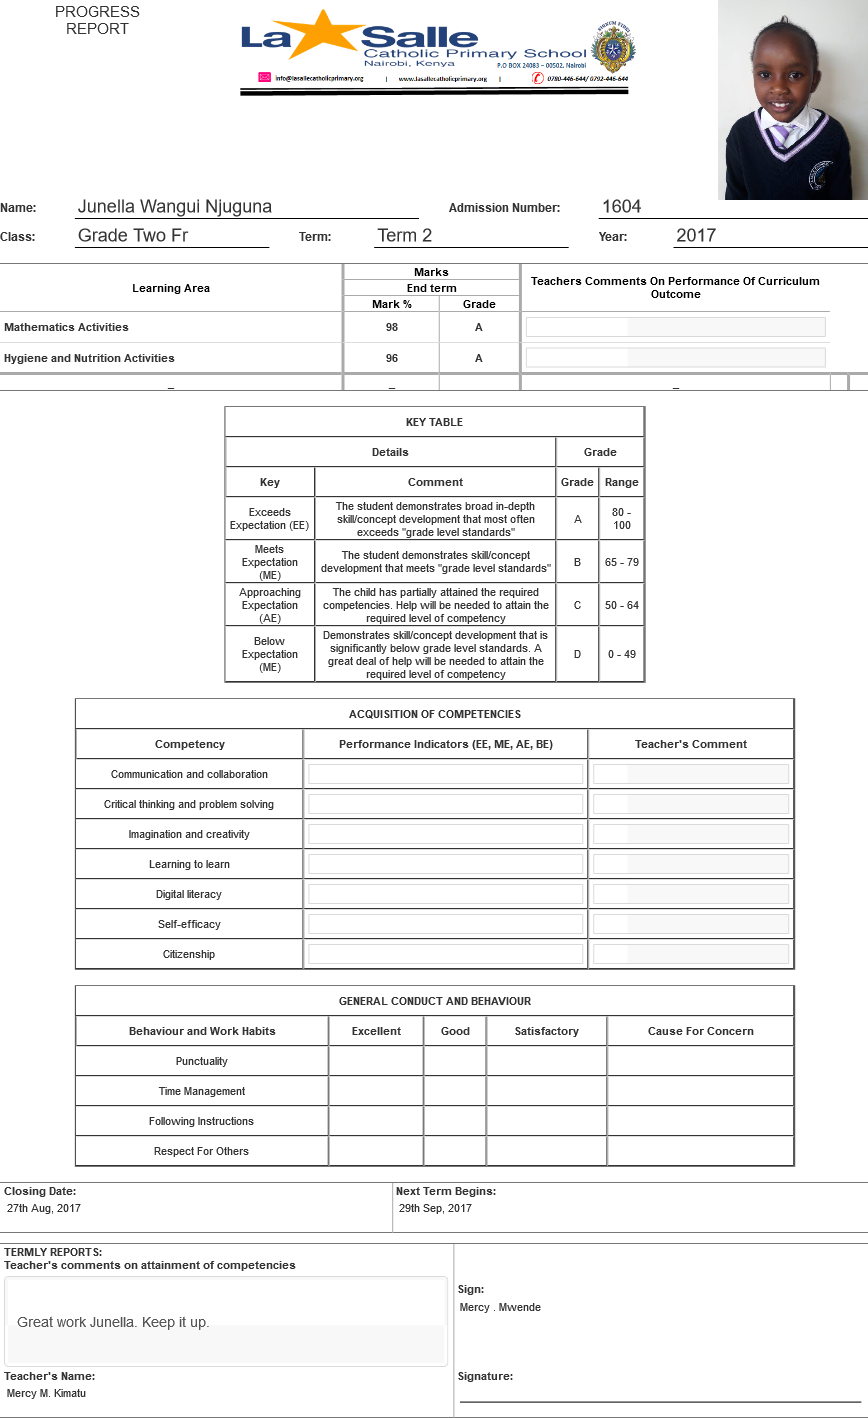 PROGRESS
REPORT
La Salle
Catholic Primary School
Nairobi, Kenya
P.O BOX 24083 – 00502, Nairobi
info@lasallecatholicprimary.org | www.lasallecatholicprimary.org | 0780-446-644/ 0792-446-644
Name: Junella Wangui Njuguna Admission Number: 1604
Class: Grade Two Fr Term: Term 2 Year: 2017
Learning Area Marks Teachers Comments On Performance Of Curriculum Outcome
End term
Mark % Grade
Mathematics Activities 98 A
Hygiene and Nutrition Activities 96 A
– – –
KEY TABLE
Details Grade
Key Comment Grade Range
Exceeds Expectation (EE) The student demonstrates broad in-depth skill/concept development that most often exceeds "grade level standards" A 80 - 100
Meets Expectation (ME) The student demonstrates skill/concept development that meets "grade level standards" B 65 - 79
Approaching Expectation (AE) The child has partially attained the required competencies. Help will be needed to attain the required level of competency C 50 - 64
Below Expectation (ME) Demonstrates skill/concept development that is significantly below grade level standards. A great deal of help will be needed to attain the required level of competency D 0 - 49
ACQUISITION OF COMPETENCIES
Competency Performance Indicators (EE, ME, AE, BE) Teacher's Comment
Communication and collaboration
Critical thinking and problem solving
Imagination and creativity
Learning to learn
Digital literacy
Self-efficacy
Citizenship
GENERAL CONDUCT AND BEHAVIOUR
Behaviour and Work Habits Excellent Good Satisfactory Cause For Concern
Punctuality
Time Management
Following Instructions
Respect For Others
Closing Date: Next Term Begins:
27th Aug, 2017 29th Sep, 2017
TERMLY REPORTS:
Teacher's comments on attainment of competencies
Great work Junella. Keep it up.
Sign:
Mercy . Mwende
Teacher's Name: Signature:
Mercy M. Kimatu